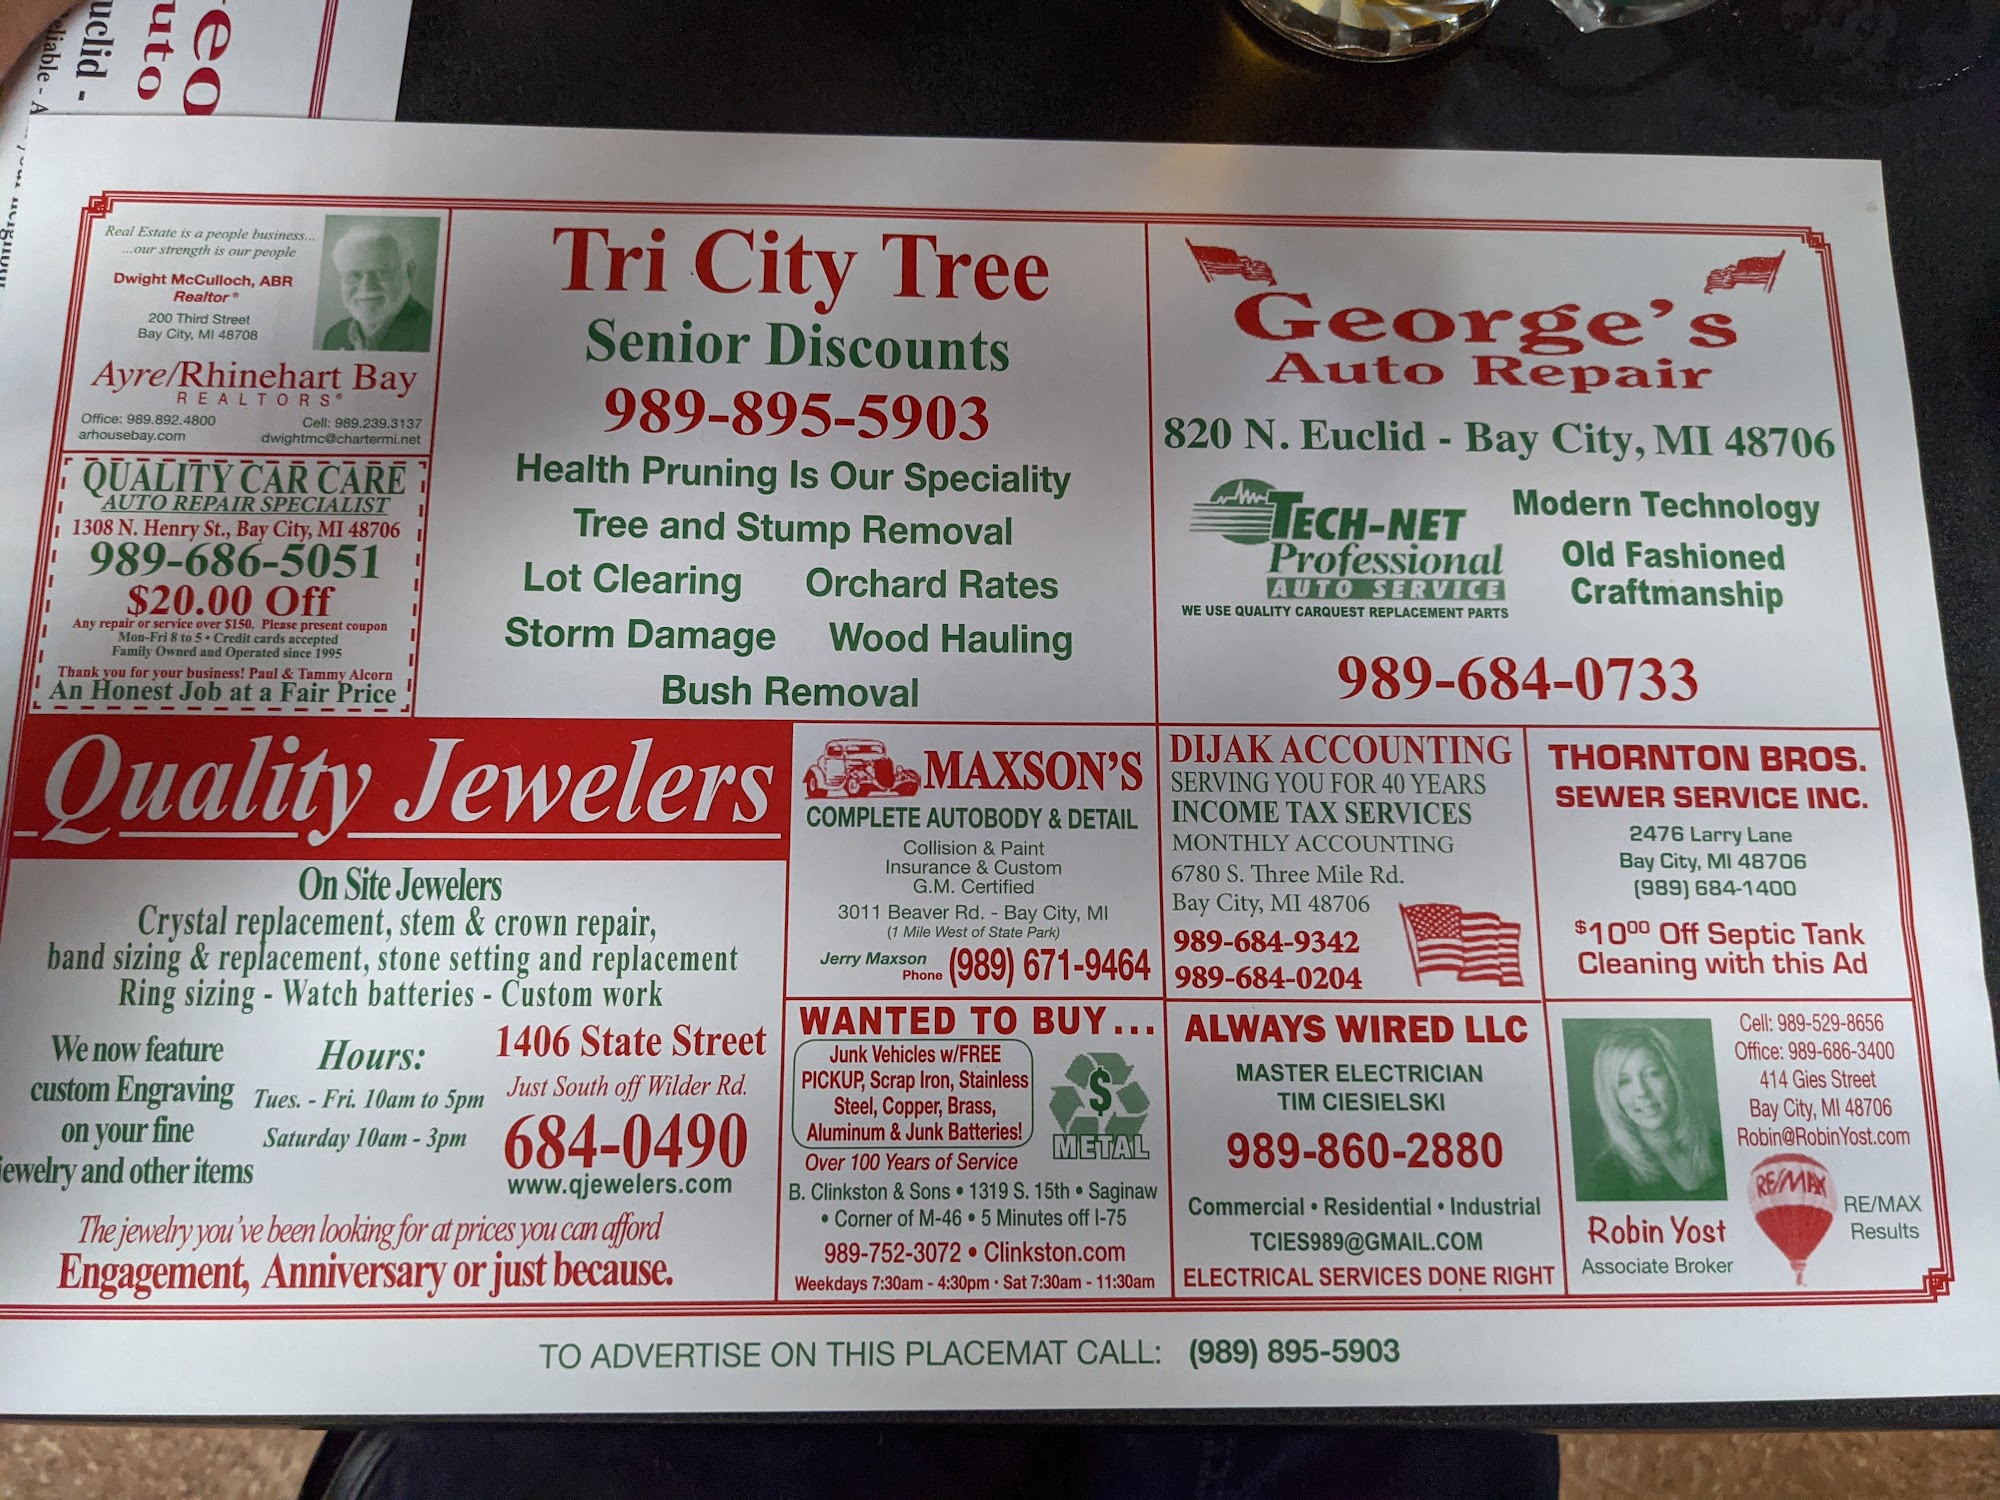 Real Estate is a people business...
...our strength is our people
Dwight McCulloch, ABR
Realtor®
200 Third Street
Bay City, MI 48708
Ayre/Rhinehart Bay
REALTORS®
Office: 989.892.4800
Cell: 989.239.3137
arhousebay.com
dwightmc@chartermi.net
QUALITY CAR CARE
AUTO REPAIR SPECIALIST
1308 N. Henry St., Bay City, MI 48706
989-686-5051
$20.00 Off
Any repair or service over $150. Please present coupon
Mon-Fri 8 to 5 • Credit cards accepted
Family Owned and Operated since 1995
Thank you for your business! Paul & Tammy Alcorn
An Honest Job at a Fair Price
Tri City Tree
Senior Discounts
989-895-5903
Health Pruning Is Our Speciality
Tree and Stump Removal
Lot Clearing Orchard Rates
Storm Damage Wood Hauling
Bush Removal
George's
Auto Repair
820 N. Euclid - Bay City, MI 48706
TECH-NET
Professional
AUTO SERVICE
WE USE QUALITY CARQUEST REPLACEMENT PARTS
Modern Technology
Old Fashioned
Craftmanship
989-684-0733
Quality Jewelers
On Site Jewelers
Crystal replacement, stem & crown repair,
band sizing & replacement, stone setting and replacement
Ring sizing - Watch batteries - Custom work
We now feature
custom Engraving
on your fine
jewelry and other items
Hours:
Tues. - Fri. 10am to 5pm
Saturday 10am - 3pm
1406 State Street
Just South off Wilder Rd.
684-0490
www.qjewelers.com
The jewelry you've been looking for at prices you can afford
Engagement, Anniversary or just because.
MAXSON'S
COMPLETE AUTOBODY & DETAIL
Collision & Paint
Insurance & Custom
G.M. Certified
3011 Beaver Rd. - Bay City, MI
(1 Mile West of State Park)
Jerry Maxson
Phone (989) 671-9464
DIJAK ACCOUNTING
SERVING YOU FOR 40 YEARS
INCOME TAX SERVICES
MONTHLY ACCOUNTING
6780 S. Three Mile Rd.
Bay City, MI 48706
989-684-9342
989-684-0204
THORNTON BROS.
SEWER SERVICE INC.
2476 Larry Lane
Bay City, MI 48706
(989) 684-1400
$1000 Off Septic Tank
Cleaning with this Ad
WANTED TO BUY...
Junk Vehicles w/FREE
PICKUP, Scrap Iron, Stainless
Steel, Copper, Brass,
Aluminum & Junk Batteries!
$
METAL
Over 100 Years of Service
B. Clinkston & Sons • 1319 S. 15th • Saginaw
• Corner of M-46 • 5 Minutes off I-75
989-752-3072 • Clinkston.com
Weekdays 7:30am - 4:30pm · Sat 7:30am - 11:30am
ALWAYS WIRED LLC
MASTER ELECTRICIAN
TIM CIESIELSKI
989-860-2880
Commercial • Residential • Industrial
TCIES989@GMAIL.COM
ELECTRICAL SERVICES DONE RIGHT
Cell: 989-529-8656
Office: 989-686-3400
414 Gies Street
Bay City, MI 48706
Robin@RobinYost.com
RE/MAX
RE/MAX
Results
Robin Yost
Associate Broker
TO ADVERTISE ON THIS PLACEMAT CALL: (989) 895-5903